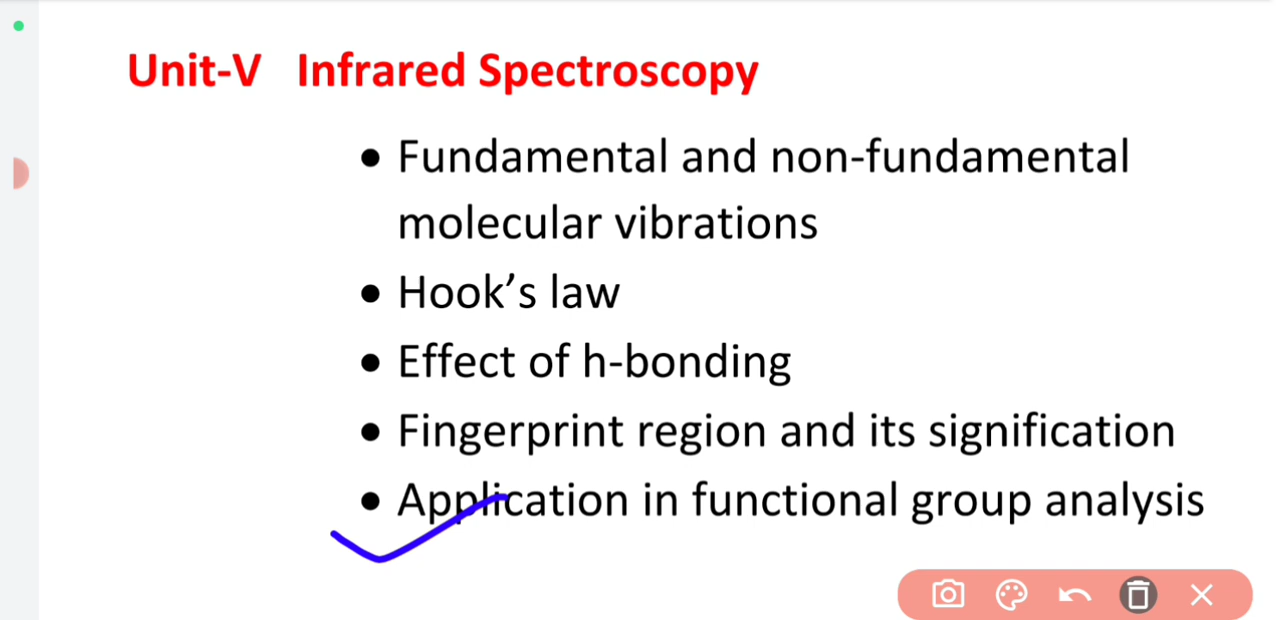 Unit-V Infrared Spectroscopy
• Fundamental and non-fundamental
molecular vibrations
• Hook’s law
• Effect of h-bonding
• Fingerprint region and its signification
• Application in functional group analysis